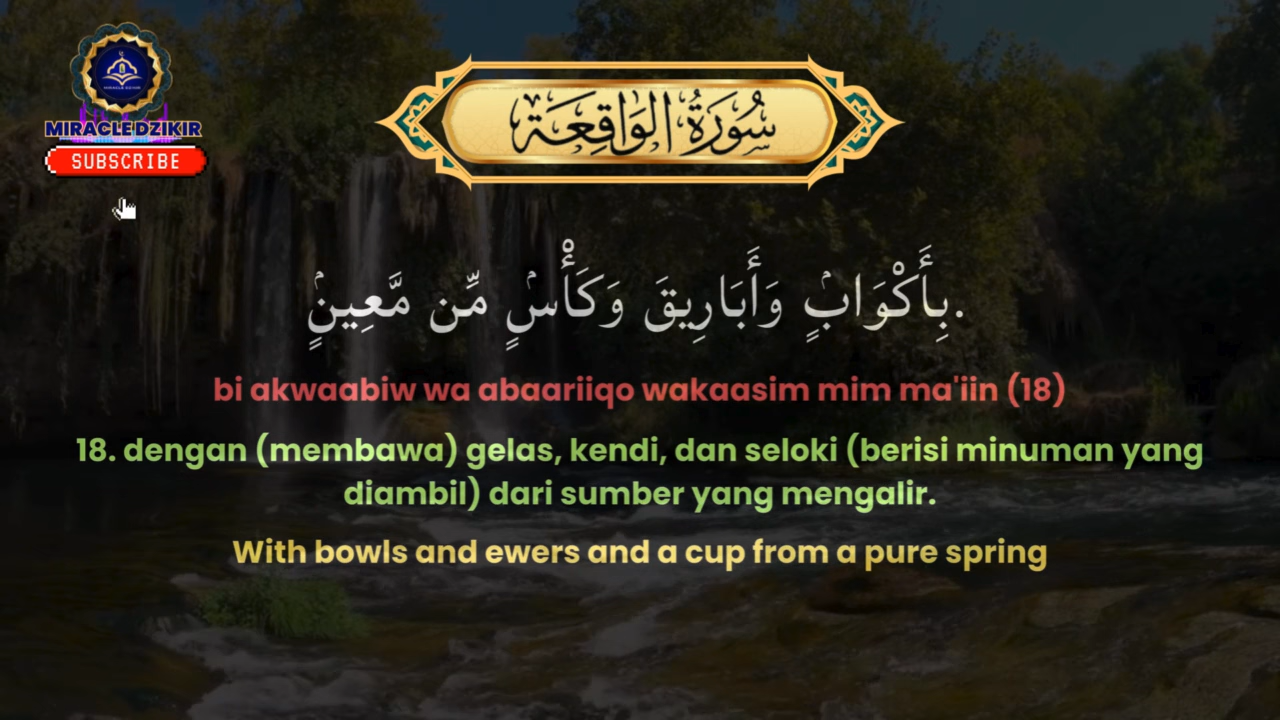 MIRACLE DZIKIR
MIRACLEDZIKIR
SUBSCRIBE
سُورَةُ الوَاقِعَة
.بِأَكْوَابٖ وَأَبَارِيقَ وَكَأْسٖ مِّن مَّعِينٖ
bi akwaabiw wa abaariiqo wakaasim mim ma'iin (18)
18. dengan (membawa) gelas, kendi, dan seloki (berisi minuman yang
diambil) dari sumber yang mengalir.
With bowls and ewers and a cup from a pure spring